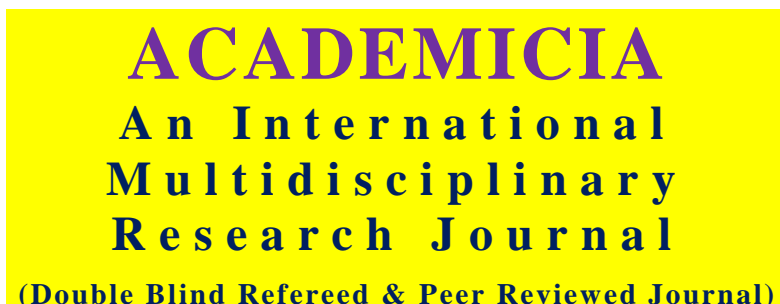 ACADEMICIA
An International
Multidisciplinary
Research Journal
(Double Blind Refereed & Peer Reviewed Journal)